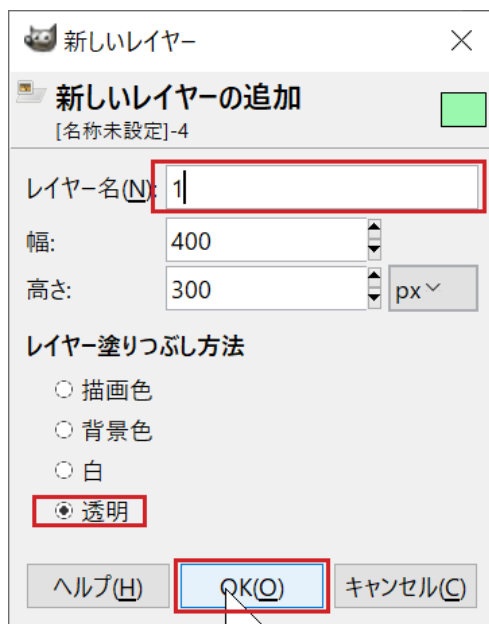 新しいレイヤー
新しいレイヤーの追加
[名称未設定]-4
レイヤー名(N): 1
幅: 400
高さ: 300 px
レイヤー塗りつぶし方法
描画色
背景色
白
透明
ヘルプ(H) OK(O) キャンセル(C)